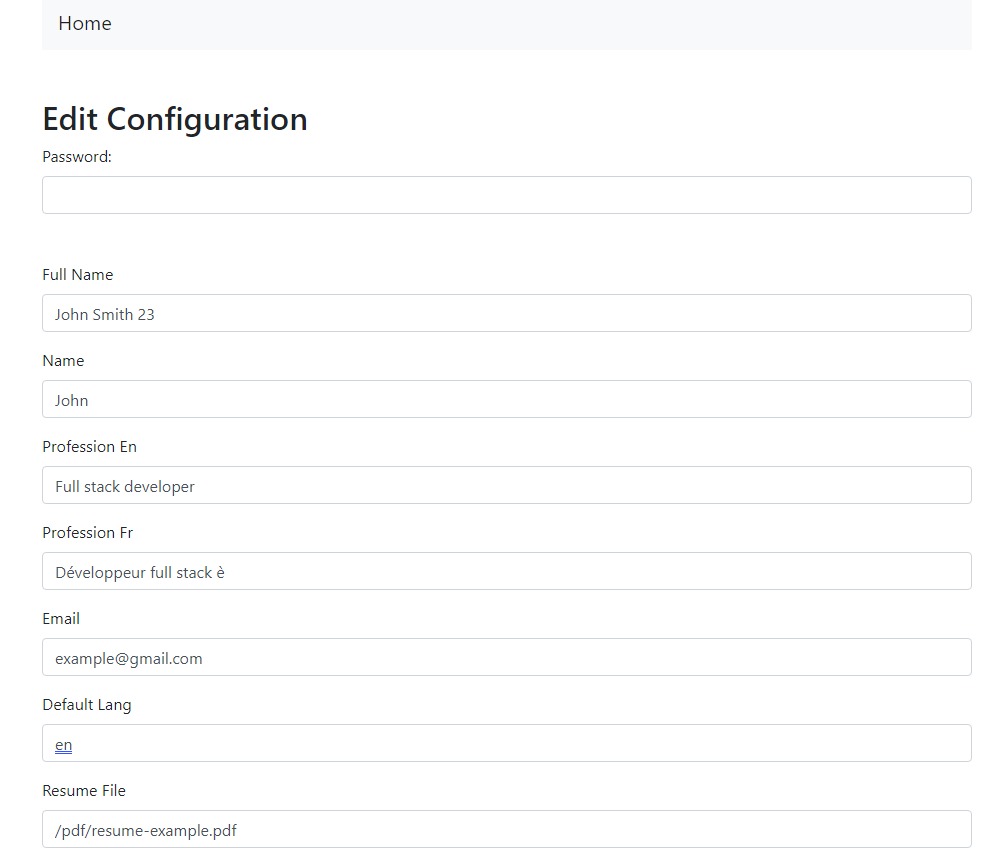 Home
Edit Configuration
Password:
Full Name
John Smith 23
Name
John
Profession En
Full stack developer
Profession Fr
Développeur full stack è
Email
example@gmail.com
Default Lang
en
Resume File
/pdf/resume-example.pdf